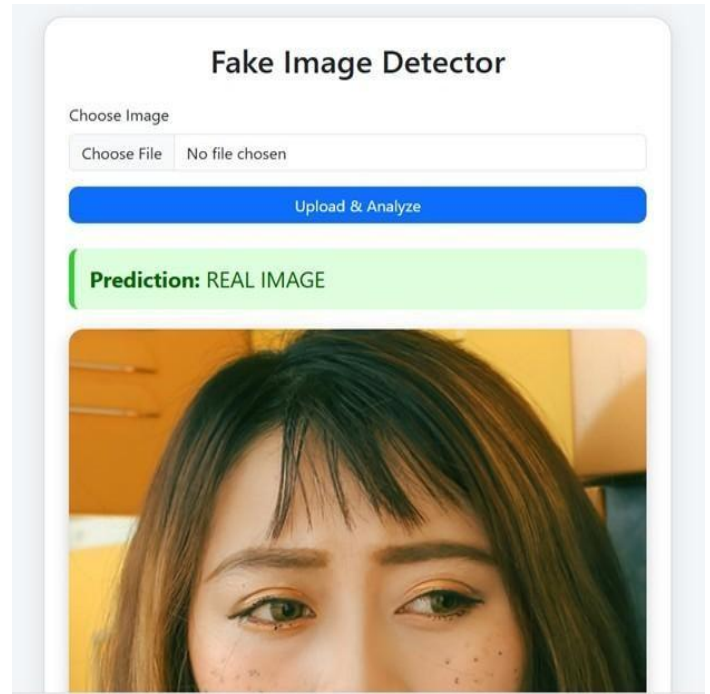 Fake Image Detector
Choose Image
Choose File No file chosen
Upload & Analyze
Prediction: REAL IMAGE